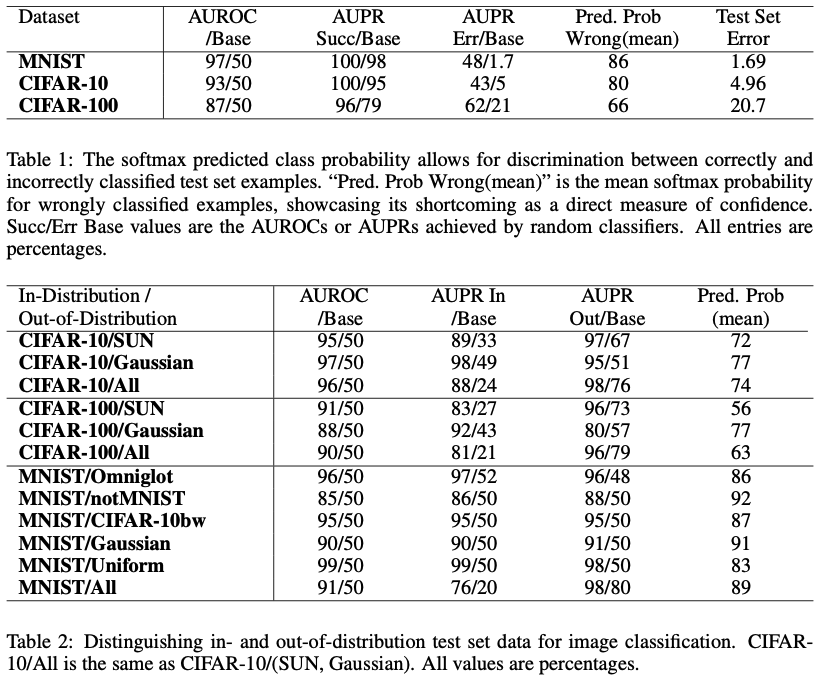 Dataset AUROC AUPR AUPR Pred. Prob Test Set
/Base Succ/Base Err/Base Wrong(mean) Error
MNIST 97/50 100/98 48/1.7 86 1.69
CIFAR-10 93/50 100/95 43/5 80 4.96
CIFAR-100 87/50 96/79 62/21 66 20.7
Table 1: The softmax predicted class probability allows for discrimination between correctly and
incorrectly classified test set examples. “Pred. Prob Wrong(mean)” is the mean softmax probability
for wrongly classified examples, showcasing its shortcoming as a direct measure of confidence.
Succ/Err Base values are the AUROCs or AUPRs achieved by random classifiers. All entries are
percentages.
In-Distribution / AUROC AUPR In AUPR Pred. Prob
Out-of-Distribution /Base /Base Out/Base (mean)
CIFAR-10/SUN 95/50 89/33 97/67 72
CIFAR-10/Gaussian 97/50 98/49 95/51 77
CIFAR-10/All 96/50 88/24 98/76 74
CIFAR-100/SUN 91/50 83/27 96/73 56
CIFAR-100/Gaussian 88/50 92/43 80/57 77
CIFAR-100/All 90/50 81/21 96/79 63
MNIST/Omniglot 96/50 97/52 96/48 86
MNIST/notMNIST 85/50 86/50 88/50 92
MNIST/CIFAR-10bw 95/50 95/50 95/50 87
MNIST/Gaussian 90/50 90/50 91/50 91
MNIST/Uniform 99/50 99/50 98/50 83
MNIST/All 91/50 76/20 98/80 89
Table 2: Distinguishing in- and out-of-distribution test set data for image classification. CIFAR-
10/All is the same as CIFAR-10/(SUN, Gaussian). All values are percentages.